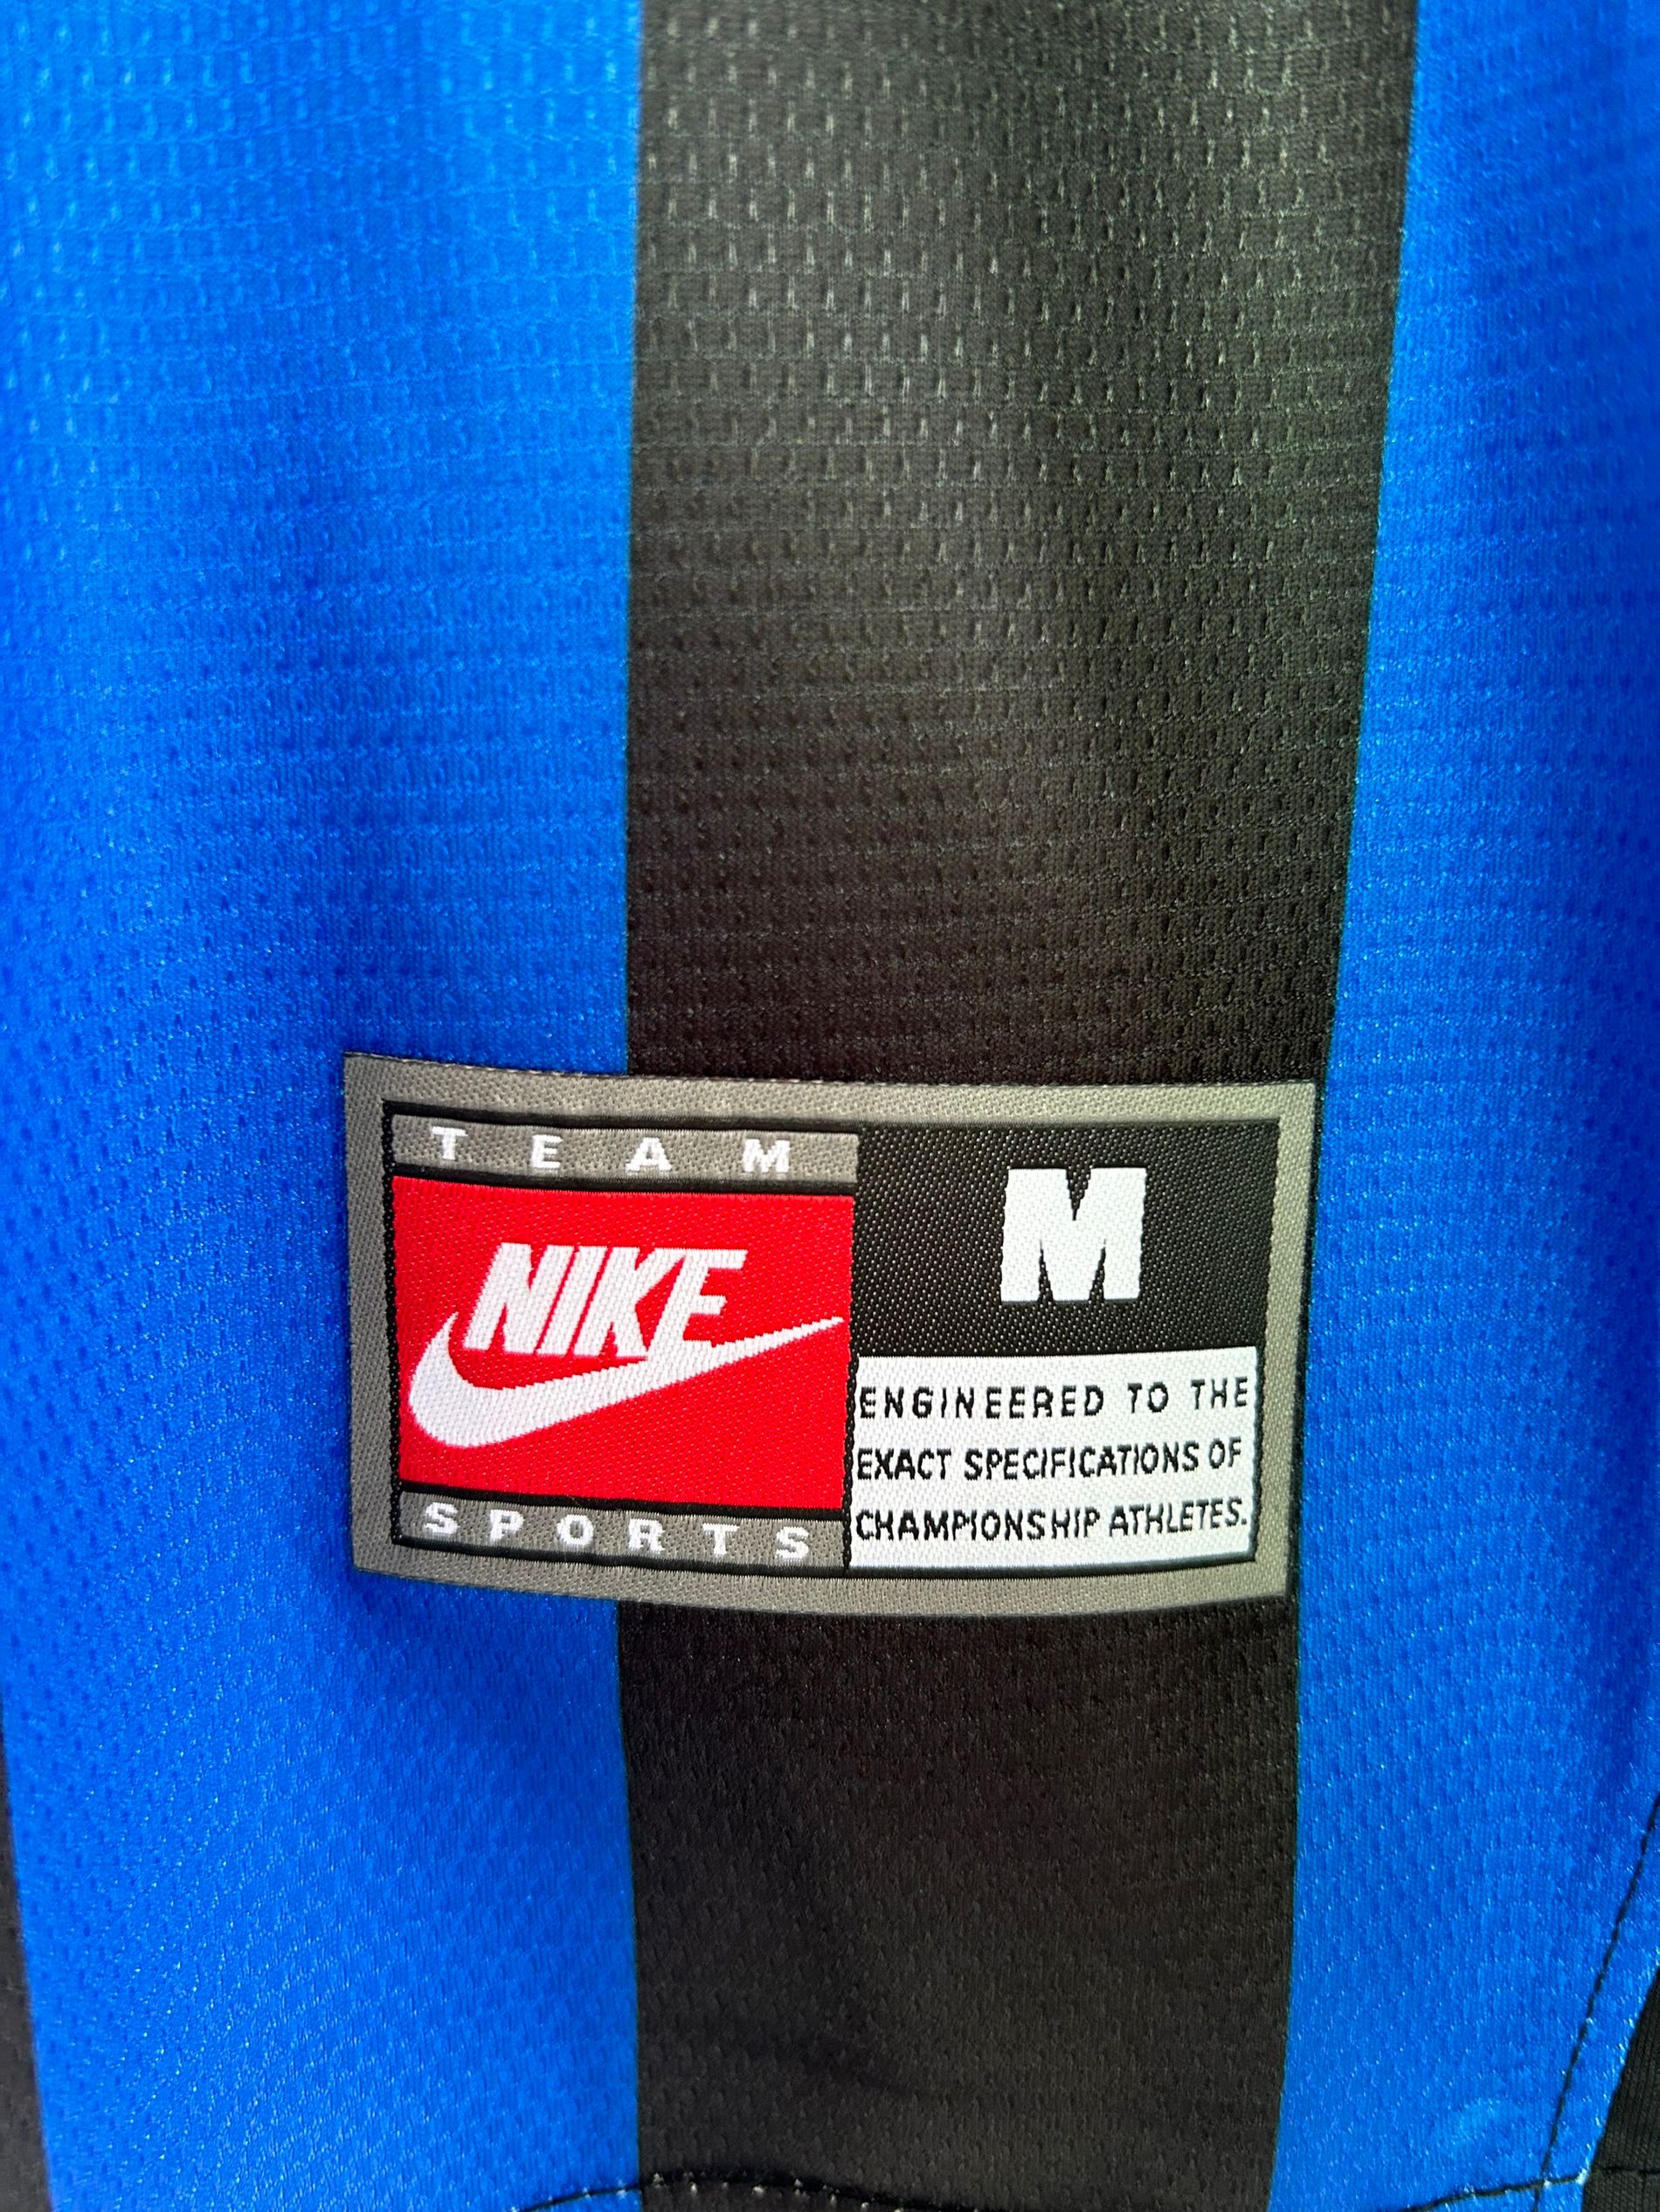 TEAM
NIKE
SPORTS
M
ENGINEERED TO THE
EXACT SPECIFICATIONS OF
CHAMPIONSHIP ATHLETES.